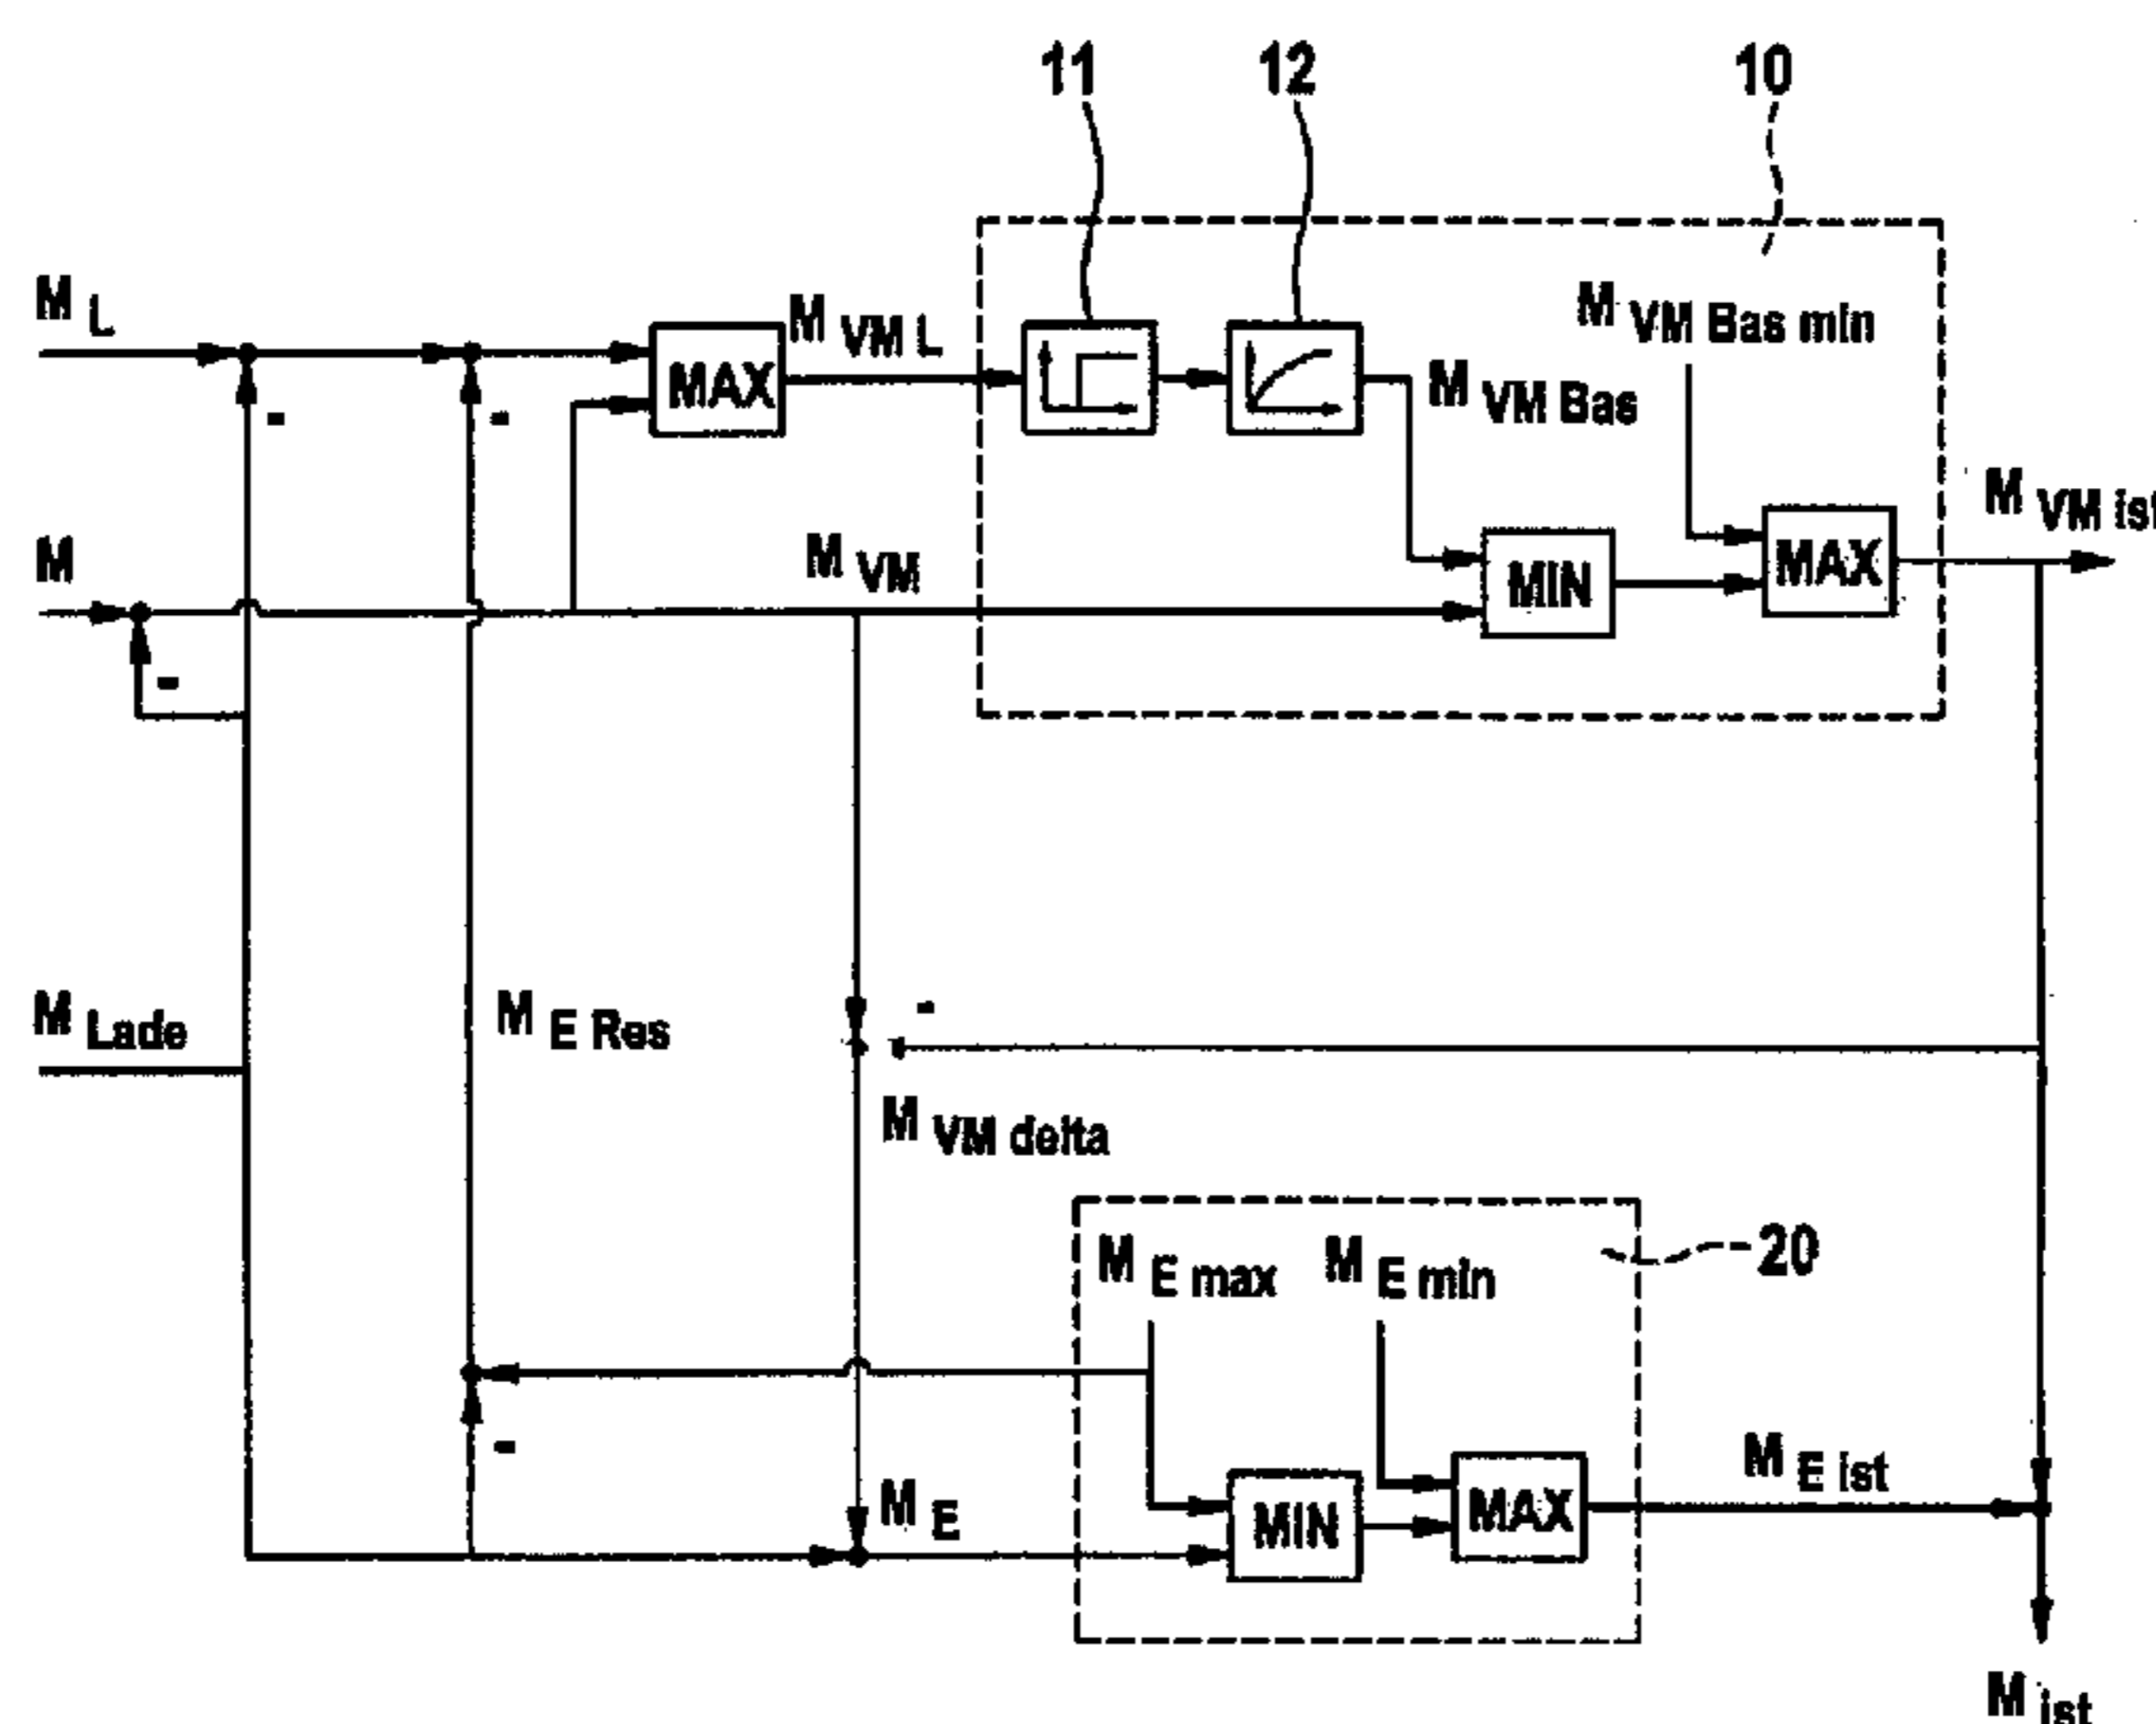 11
12
10
M L
M VM L
M VM Bas min
MAX
M VM Bas
M VM ist
M
M VM
MIN
MAX
-
-
-
M Lade
M E Res
-
M VM delta
M E max
M E min
20
-
M E
MIN
MAX
M E ist
M ist